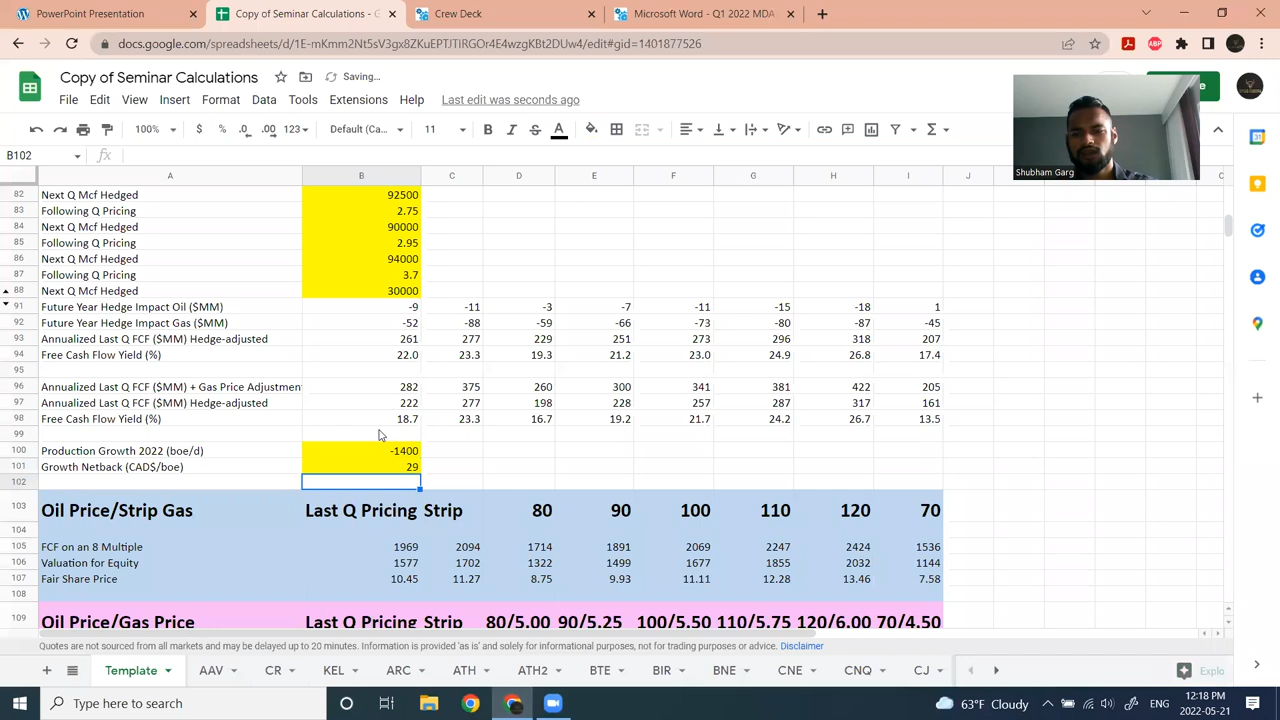 WordPress
Copy of Seminar Calculations -
Crew Deck
Microsoft Word - Q1 2022 MDA
docs.google.com/spreadsheets/d/1E-mKmm2Nt5sV3gx8ZKuEPTDtRGOr4E4wzgKa2DUw4/edit#gid=1401877526
Copy of Seminar Calculations
Saving...
File Edit View Insert Format Data Tools Extensions Help Last edit was seconds ago
100% $ % .0 .00 123 Default (Ca... 11
Shubham Garg
B102
A B C D E F G H I J
82 Next Q Mcf Hedged 92500
83 Following Q Pricing 2.75
84 Next Q Mcf Hedged 90000
85 Following Q Pricing 2.95
86 Next Q Mcf Hedged 94000
87 Following Q Pricing 3.7
88 Next Q Mcf Hedged 30000
91 Future Year Hedge Impact Oil ($MM) -9 -11 -3 -7 -11 -15 -18 1
92 Future Year Hedge Impact Gas ($MM) -52 -88 -59 -66 -73 -80 -87 -45
93 Annualized Last Q FCF ($MM) Hedge-adjusted 261 277 229 251 273 296 318 207
94 Free Cash Flow Yield (%) 22.0 23.3 19.3 21.2 23.0 24.9 26.8 17.4
95
96 Annualized Last Q FCF ($MM) + Gas Price Adjustmen 282 375 260 300 341 381 422 205
97 Annualized Last Q FCF ($MM) Hedge-adjusted 222 277 198 228 257 287 317 161
98 Free Cash Flow Yield (%) 18.7 23.3 16.7 19.2 21.7 24.2 26.7 13.5
99
100 Production Growth 2022 (boe/d) -1400
101 Growth Netback (CAD$/boe) 29
102
103 Oil Price/Strip Gas Last Q Pricing Strip 80 90 100 110 120 70
104
105 FCF on an 8 Multiple 1969 2094 1714 1891 2069 2247 2424 1536
106 Valuation for Equity 1577 1702 1322 1499 1677 1855 2032 1144
107 Fair Share Price 10.45 11.27 8.75 9.93 11.11 12.28 13.46 7.58
108
109 Oil Price/Gas Price Last Q Pricing Strip 80/5.00 90/5.25 100/5.50 110/5.75 120/6.00 70/4.50
Quotes are not sourced from all markets and may be delayed up to 20 minutes. Information is provided 'as is' and solely for informational purposes, not for trading purposes or advice. Disclaimer
Template AAV CR KEL ARC ATH ATH2 BTE BIR BNE CNE CNQ CJ Explo
Type here to search
63°F Cloudy
ENG
12:18 PM
2022-05-21